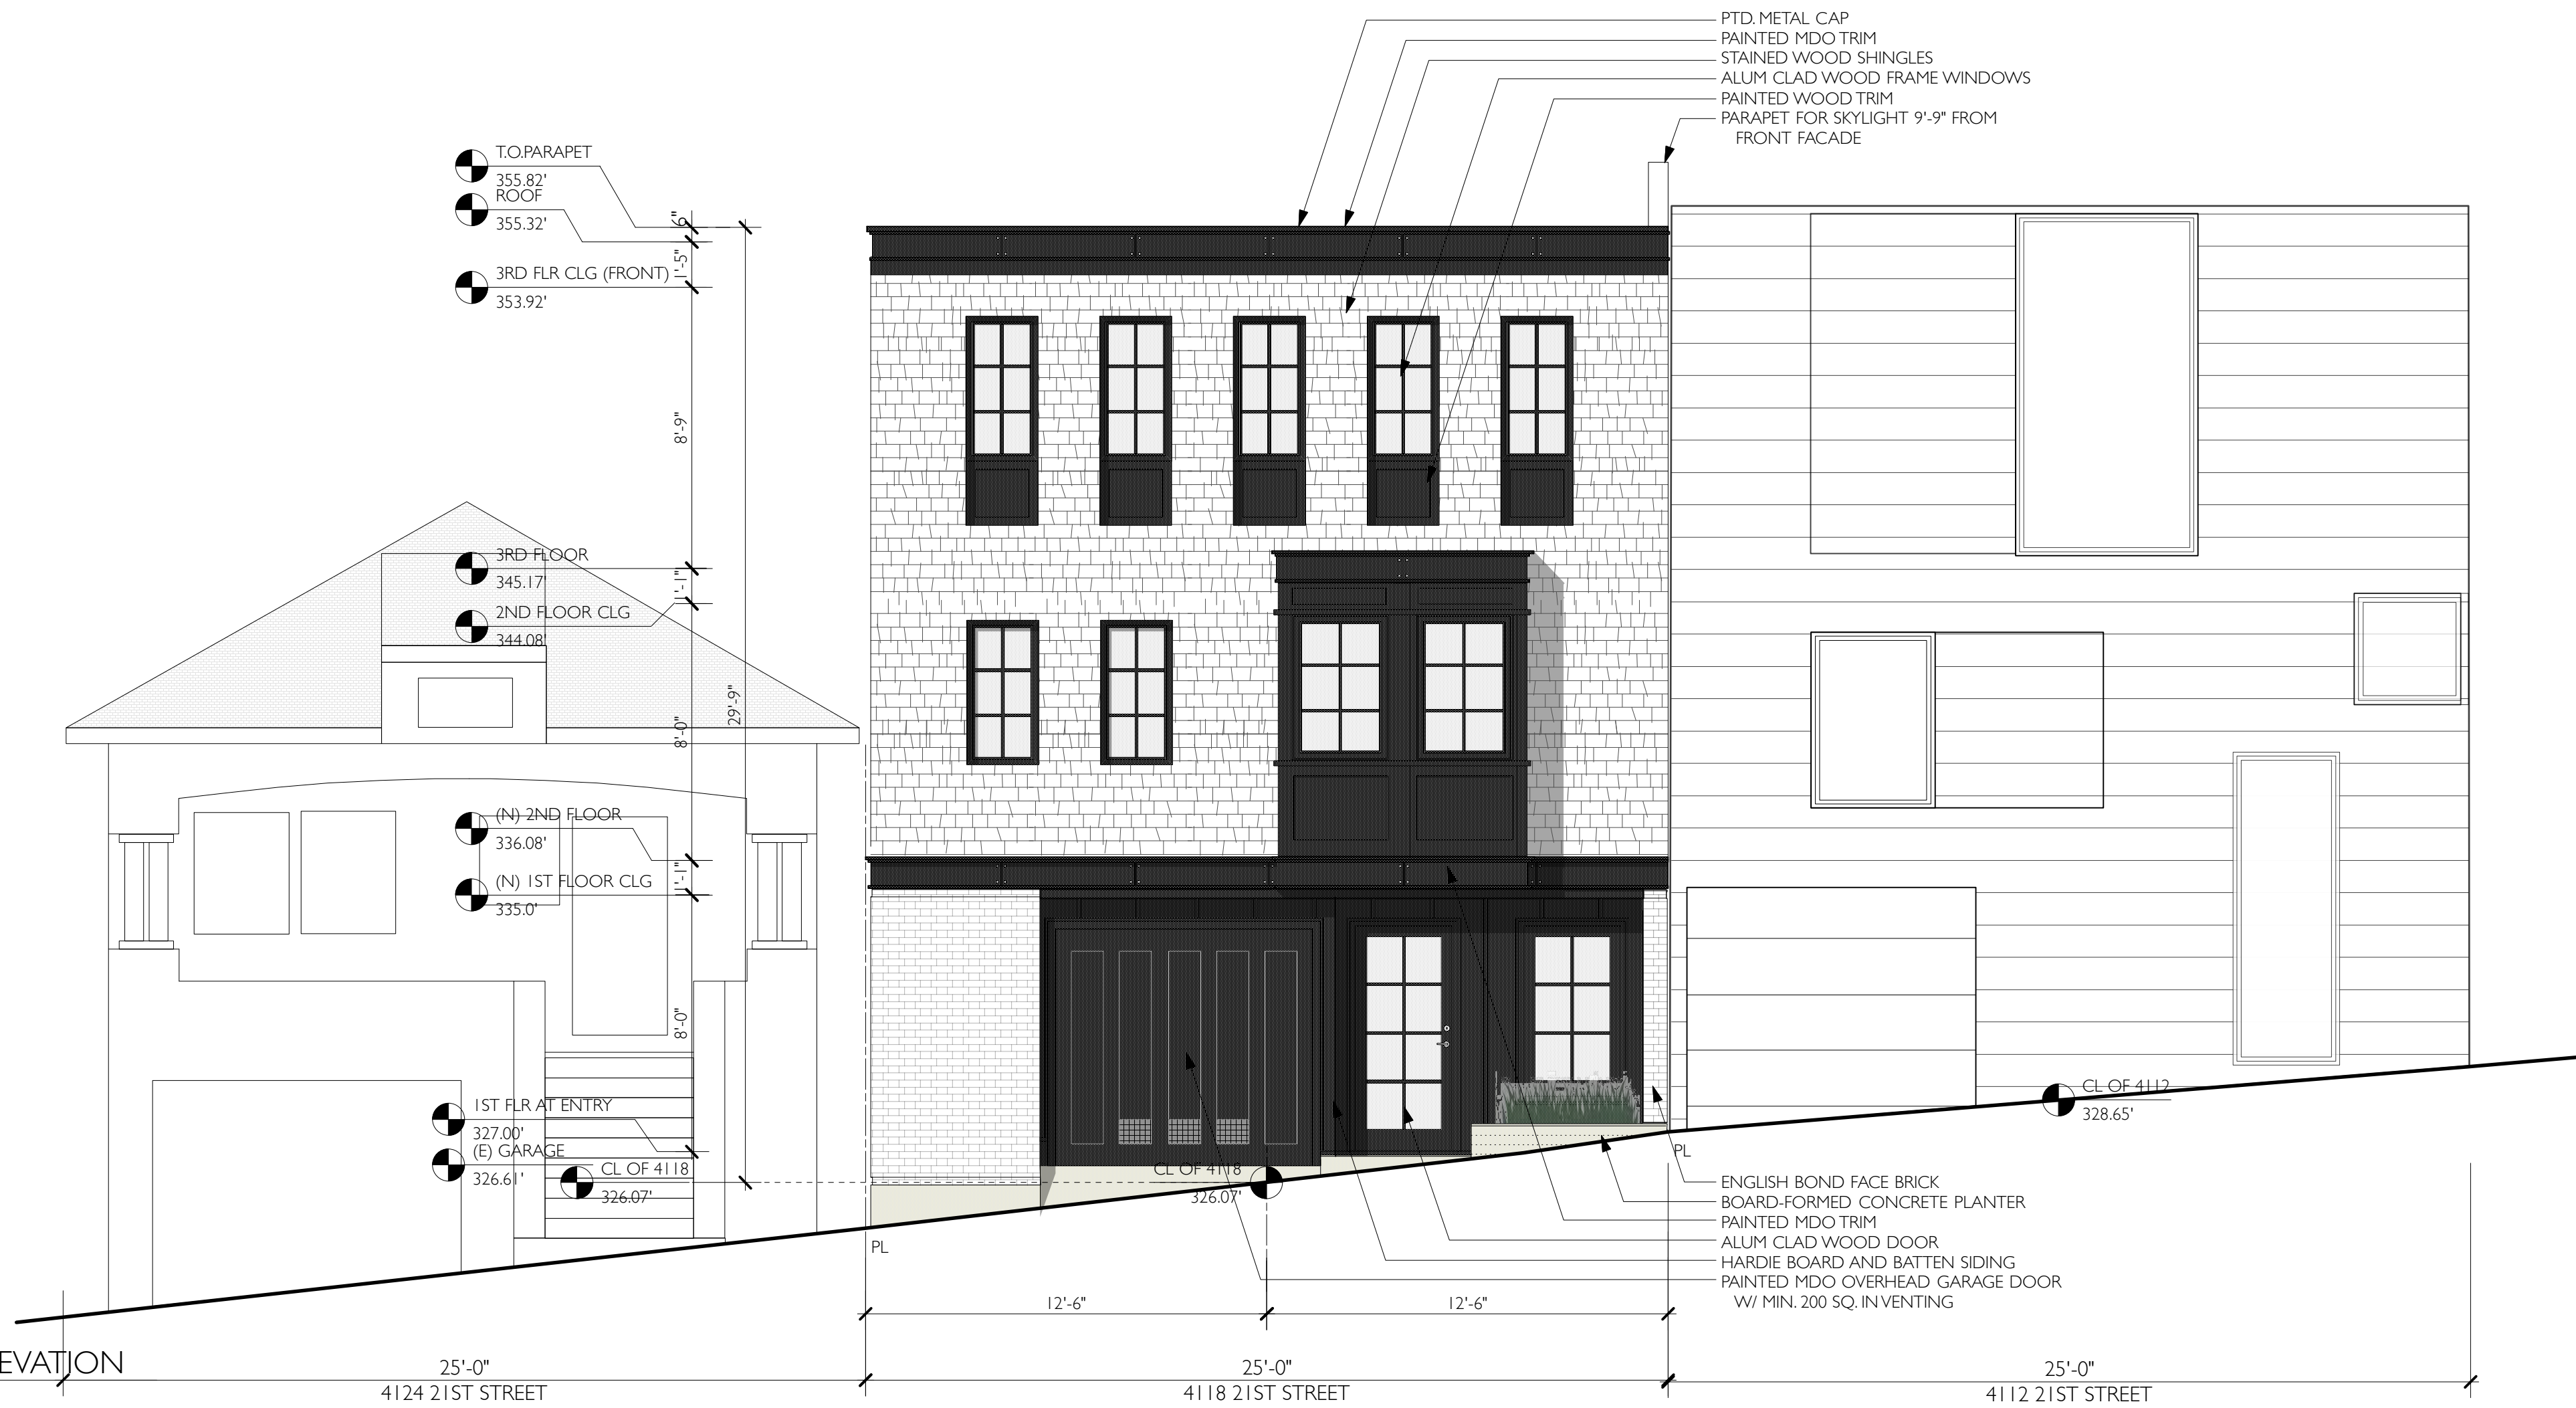 PTD. METAL CAP
PAINTED MDO TRIM
STAINED WOOD SHINGLES
ALUM CLAD WOOD FRAME WINDOWS
PAINTED WOOD TRIM
PARAPET FOR SKYLIGHT 9'-9" FROM
FRONT FACADE
T.O.PARAPET
355.82'
ROOF
355.32'
3RD FLR CLG (FRONT)
353.92'
6"
1'-5"
8'-9"
3RD FLOOR
345.17'
1'-1"
2ND FLOOR CLG
344.08'
8'-0"
29'-9"
(N) 2ND FLOOR
336.08'
1'-1"
(N) 1ST FLOOR CLG
335.0'
8'-0"
1ST FLR AT ENTRY
327.00'
(E) GARAGE
326.61'
CL OF 4118
326.07'
CL OF 4118
326.07'
CL OF 4112
328.65'
PL
PL
ENGLISH BOND FACE BRICK
BOARD-FORMED CONCRETE PLANTER
PAINTED MDO TRIM
ALUM CLAD WOOD DOOR
HARDIE BOARD AND BATTEN SIDING
PAINTED MDO OVERHEAD GARAGE DOOR
W/ MIN. 200 SQ. IN VENTING
12'-6"
12'-6"
EVATION
25'-0"
4124 21ST STREET
25'-0"
4118 21ST STREET
25'-0"
4112 21ST STREET